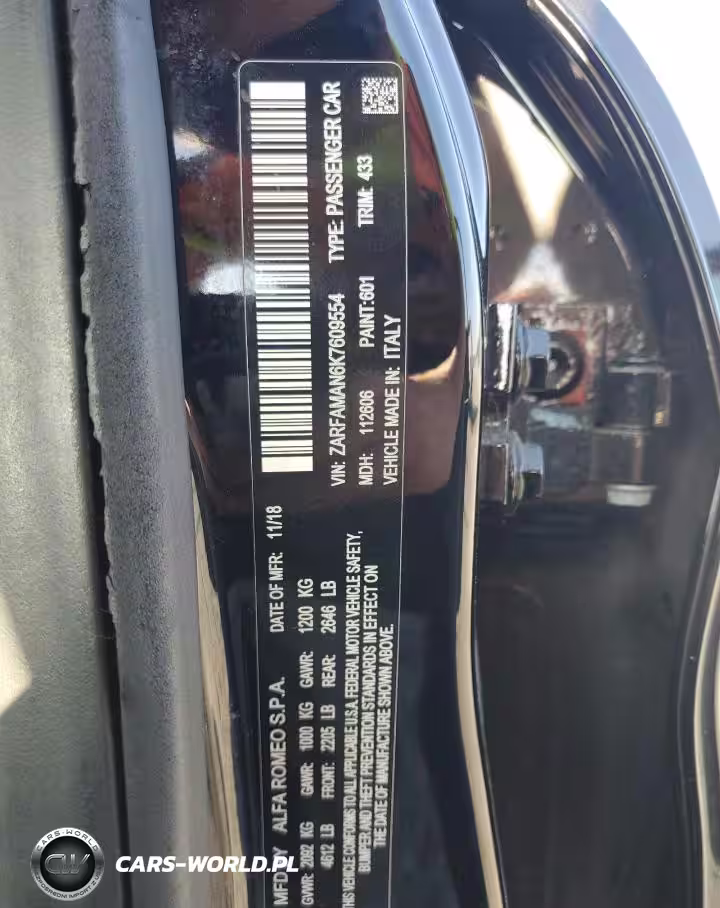 MFD BY ALFA ROMEO S.P.A. DATE OF MFR: 11/18
GVWR: 2092 KG GAWR: 1000 KG GAWR: 1200 KG
4612 LB FRONT: 2205 LB REAR: 2646 LB
THIS VEHICLE CONFORMS TO ALL APPLICABLE U.S.A. FEDERAL MOTOR VEHICLE SAFETY,
BUMPER AND THEFT PREVENTION STANDARDS IN EFFECT ON
THE DATE OF MANUFACTURE SHOWN ABOVE.
VIN: ZARFAMAN6K7609554 TYPE: PASSENGER CAR
MDH: 112606 PAINT:601 TRIM: 433
VEHICLE MADE IN: ITALY
CARS-WORLD
CW
CARS-WORLD.PL